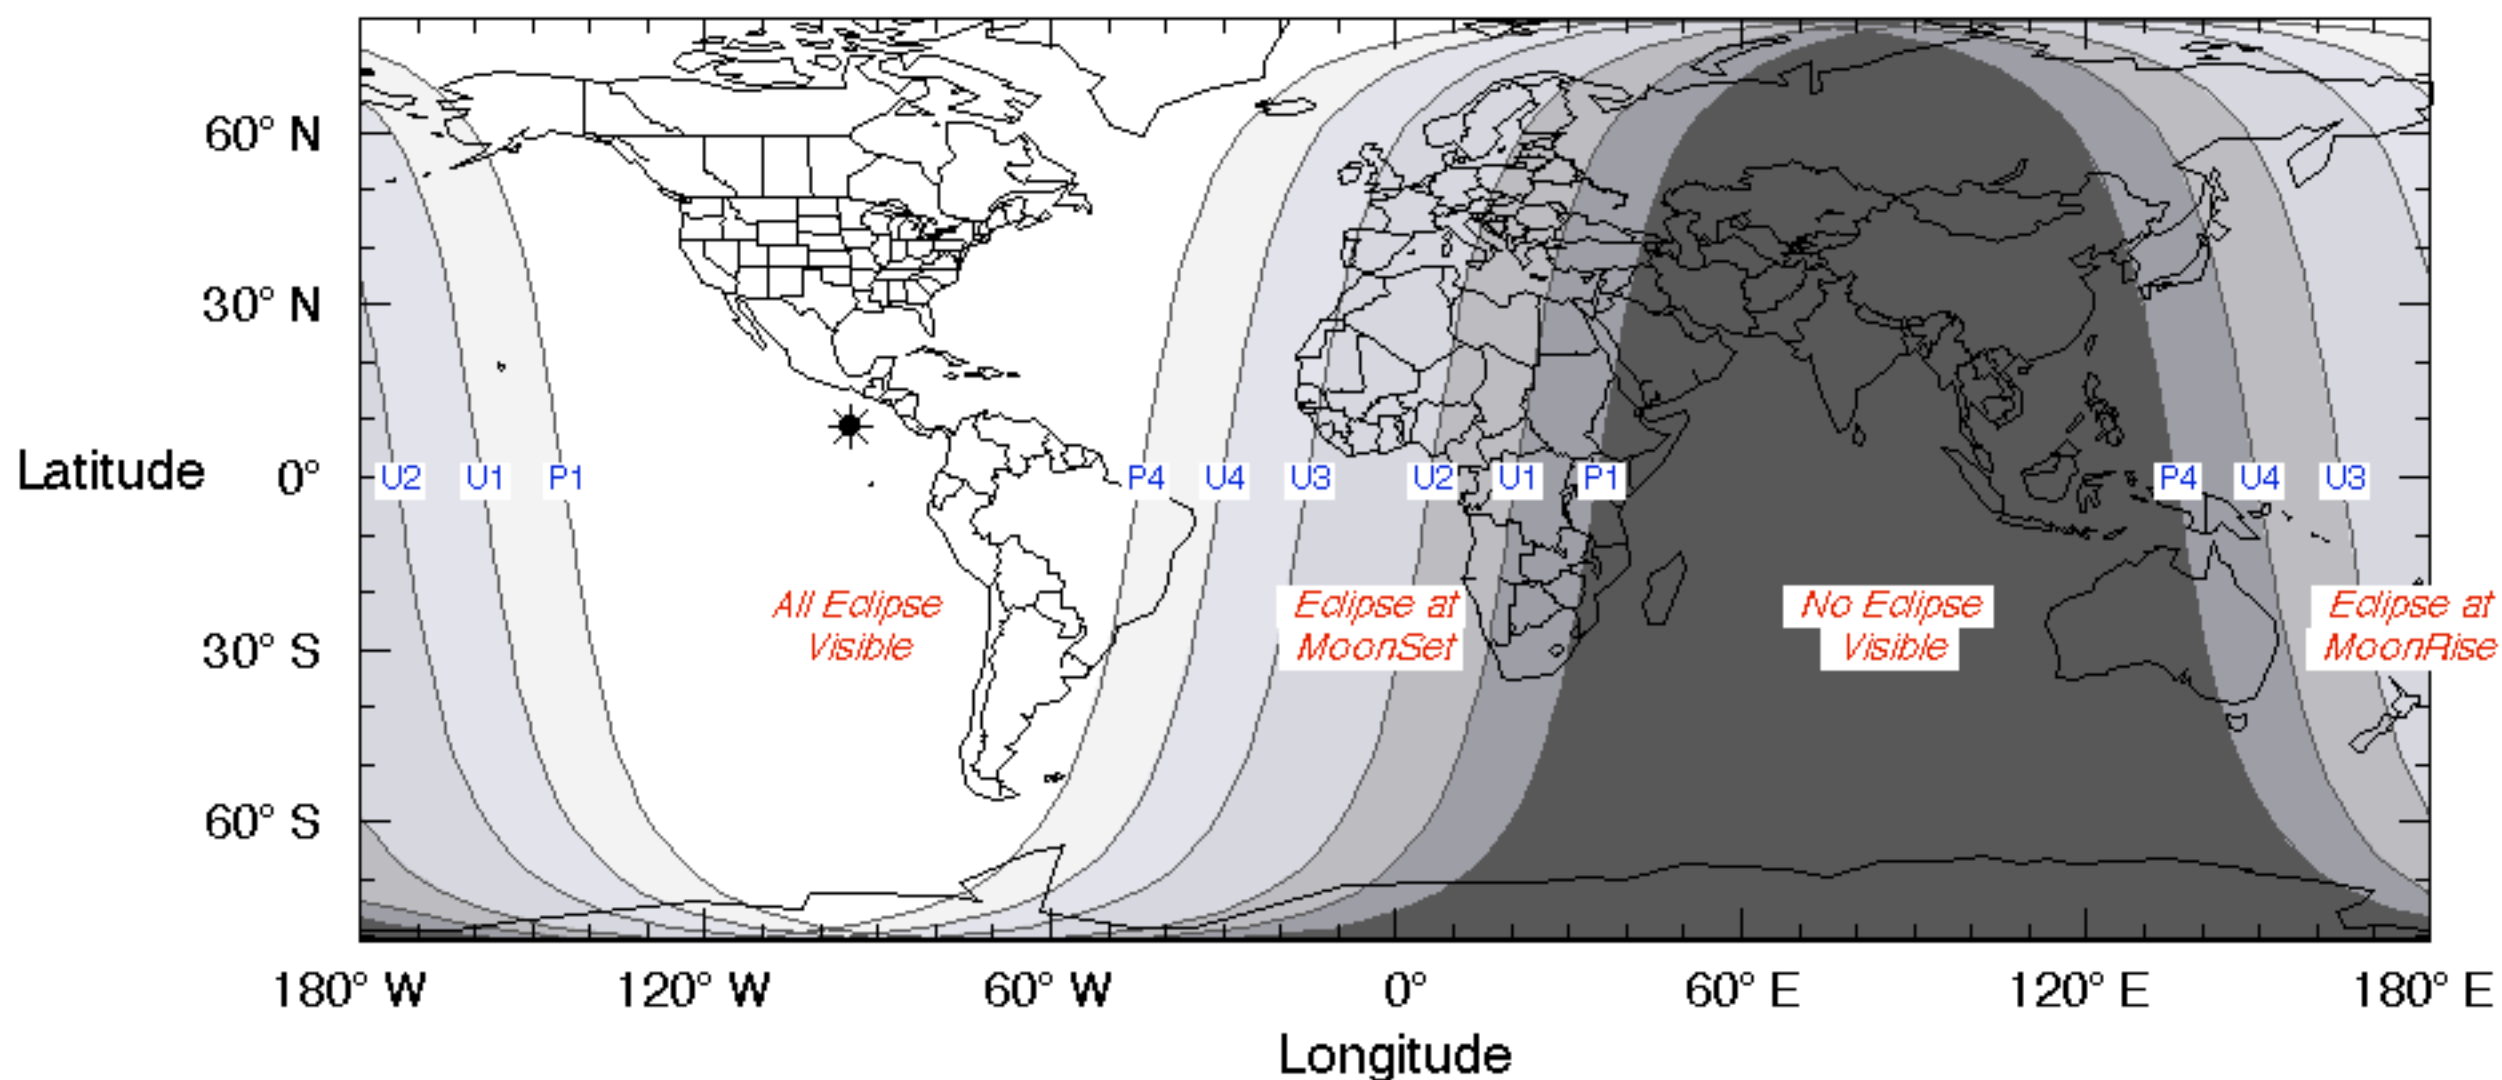 60° N
30° N
Latitude 0°
U2 U1 P1 P4 U4 U3 U2 U1 P1 P4 U4 U3
All Eclipse Eclipse at No Eclipse Eclipse at
Visible MoonSet Visible MoonRise
30° S
60° S
180° W 120° W 60° W 0° 60° E 120° E 180° E
Longitude